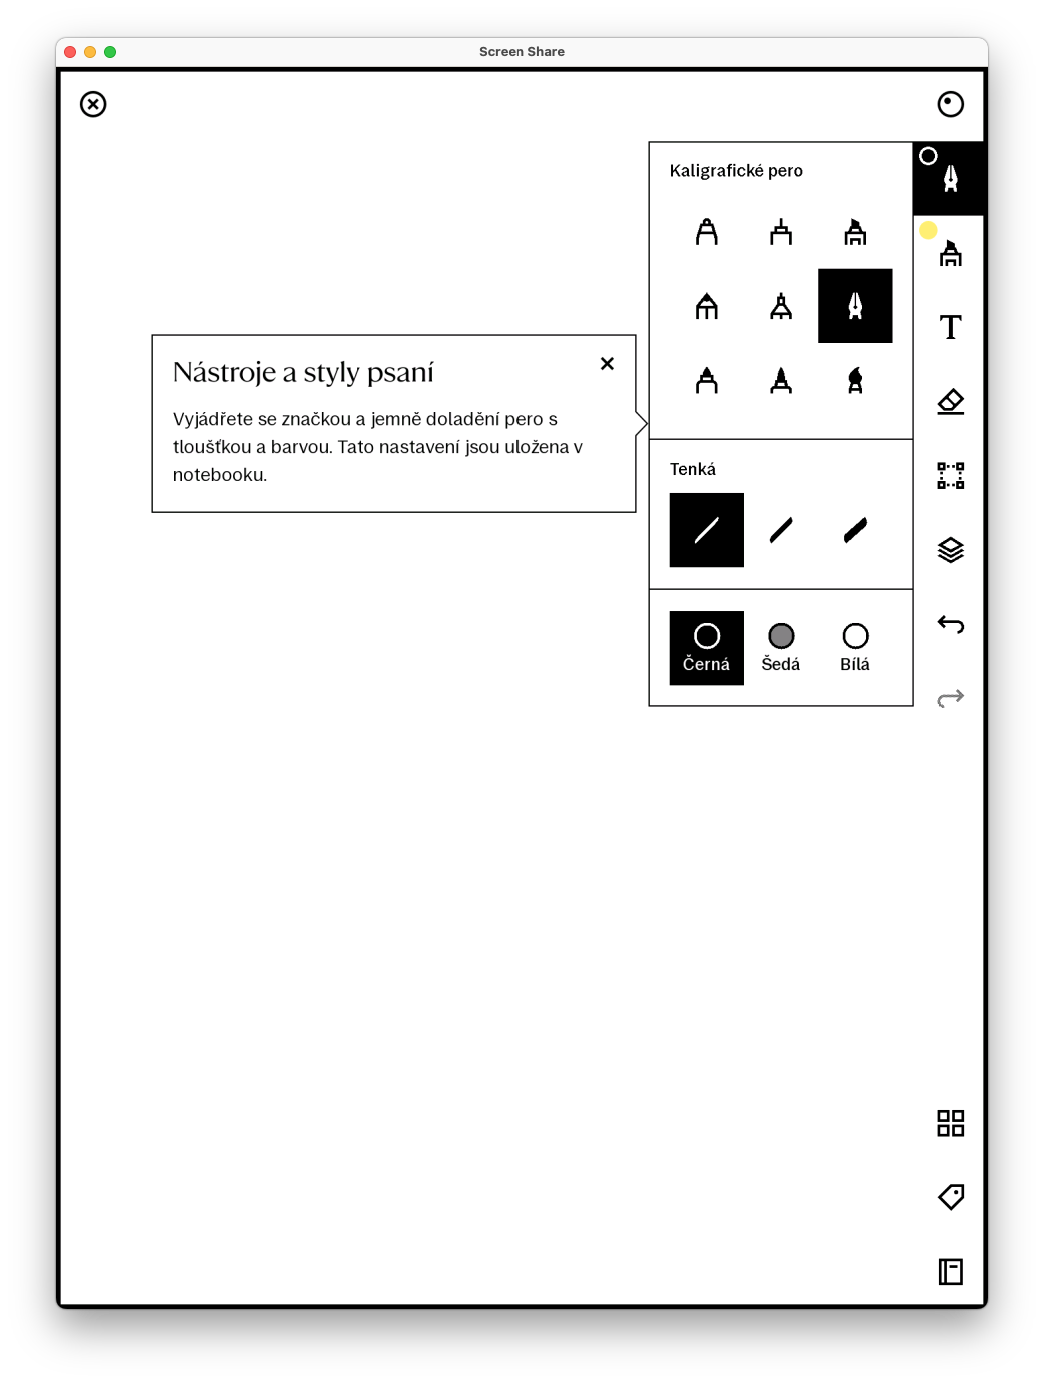 Screen Share
Kaligrafické pero
Nástroje a styly psaní
Vyjádřete se značkou a jemně doladění pero s
tloušťkou a barvou. Tato nastavení jsou uložena v
notebooku.
Tenká
Černá Šedá Bílá
T